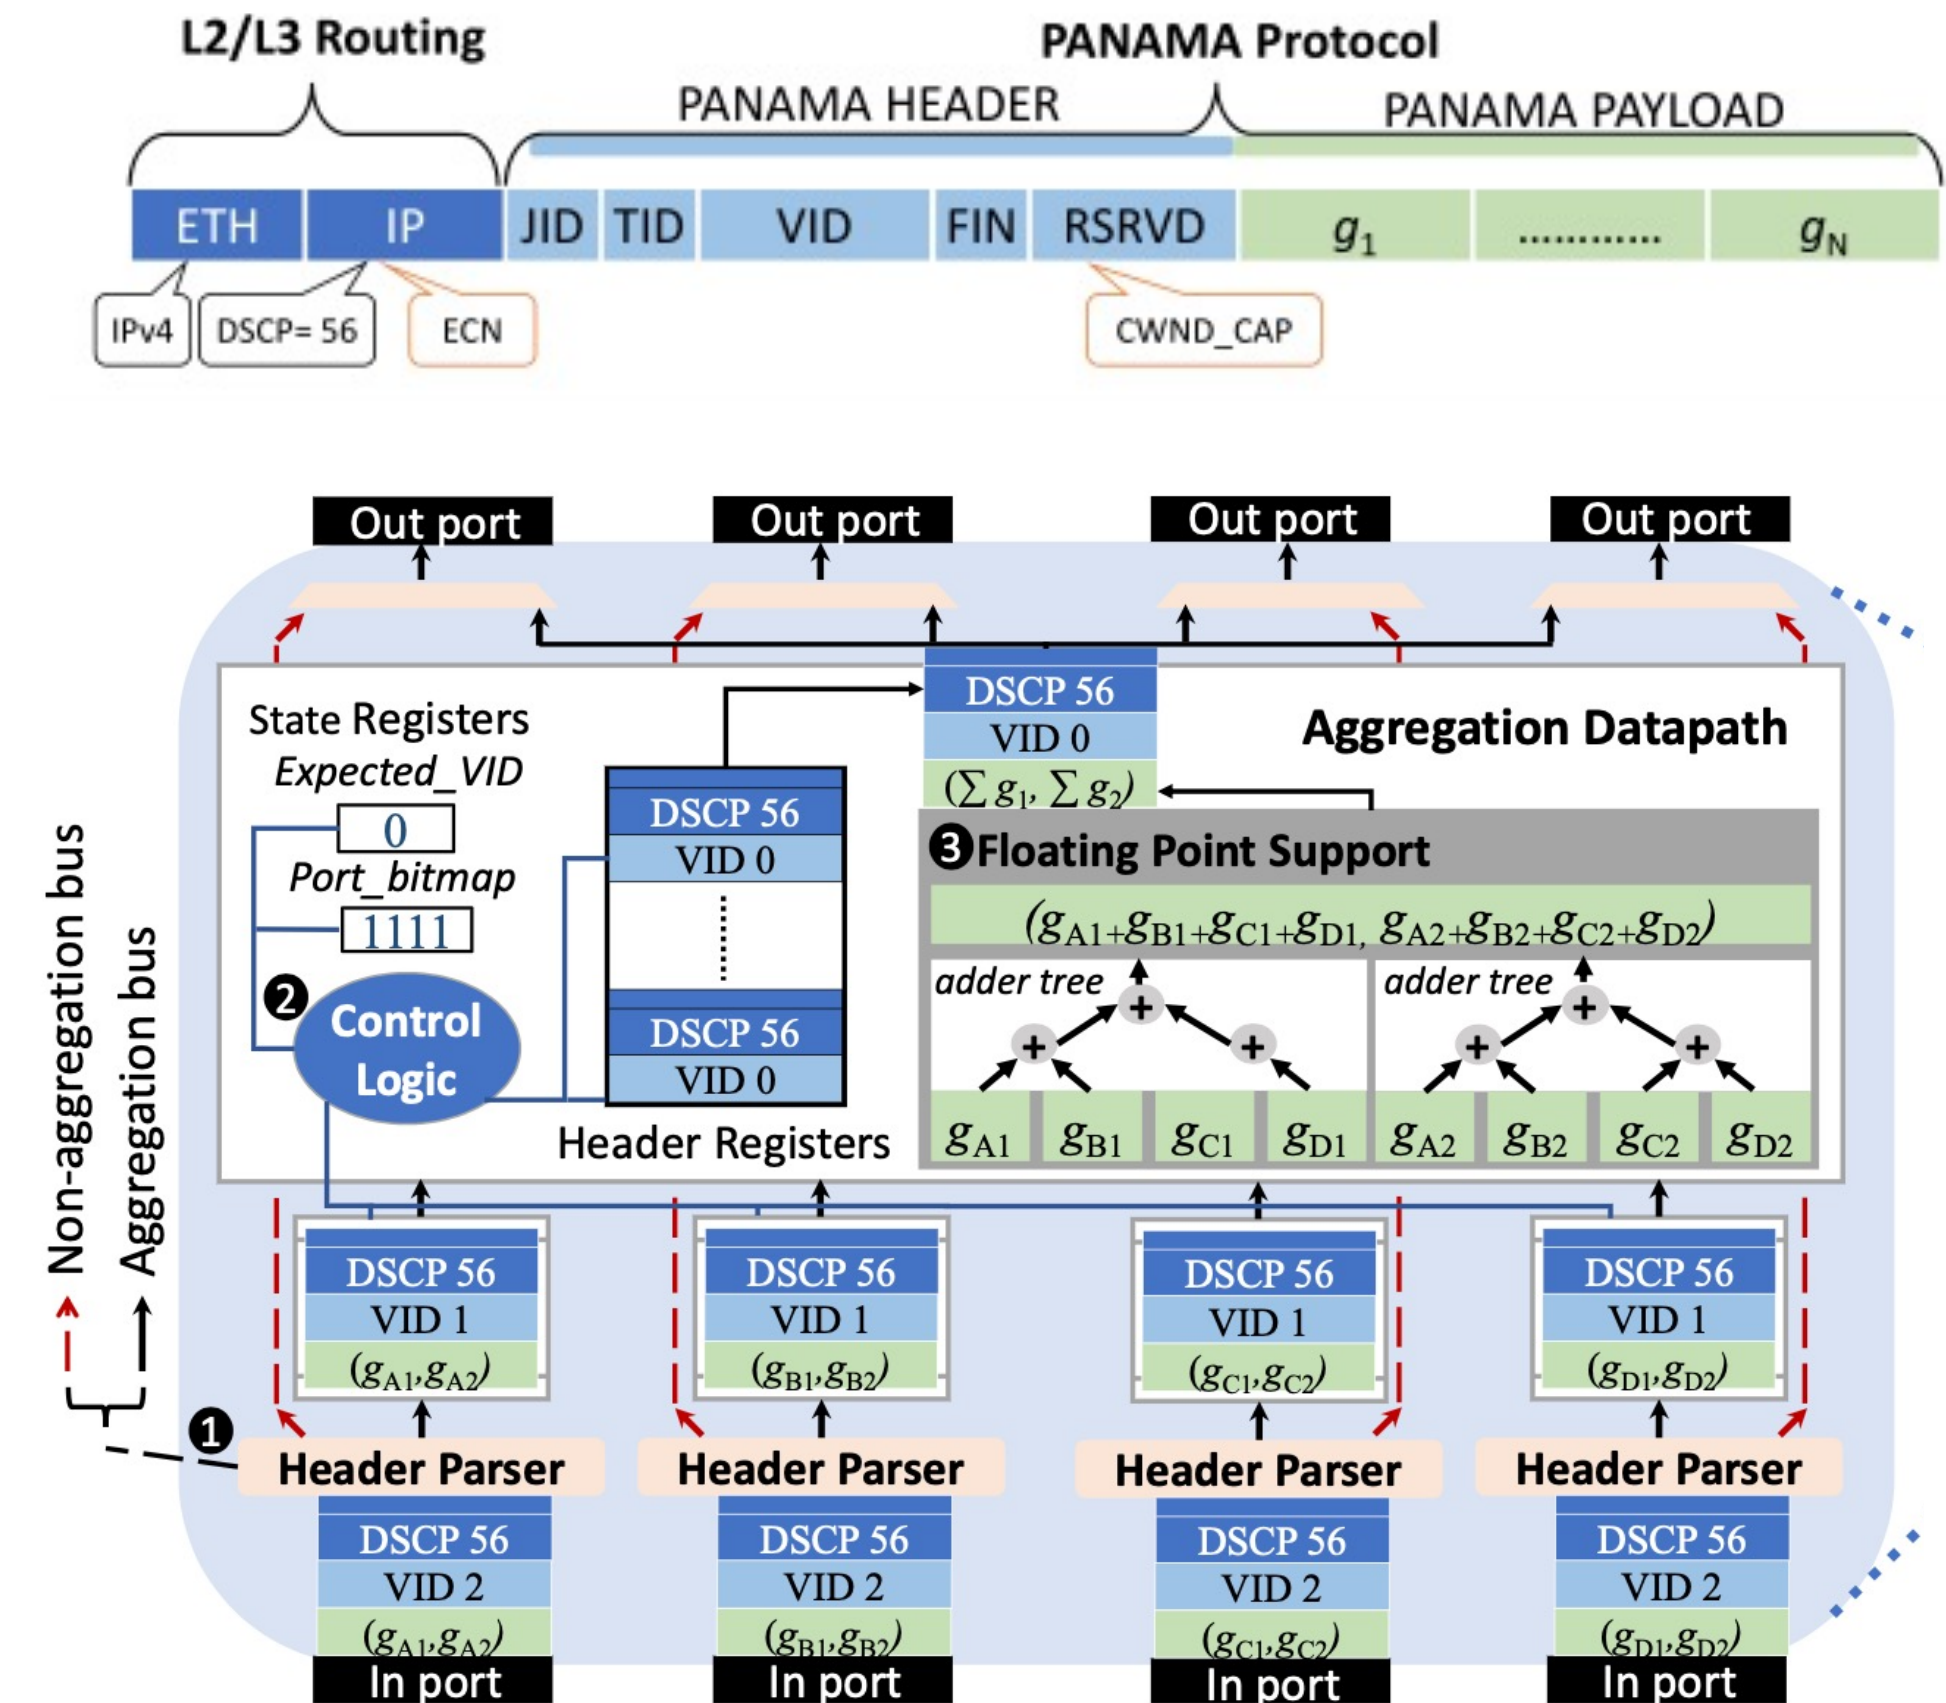 L2/L3 Routing
PANAMA Protocol
PANAMA HEADER
PANAMA PAYLOAD
ETH IP JID TID VID FIN RSRVD g1 ............ gN
IPv4 DSCP= 56 ECN CWND_CAP
Out port Out port Out port Out port
State Registers
Expected_VID
0
Port_bitmap
1111
2
Control
Logic
DSCP 56
VID 0
DSCP 56
VID 0
Header Registers
DSCP 56
VID 0
(∑ g1, ∑ g2)
Aggregation Datapath
3 Floating Point Support
(gA1+gB1+gC1+gD1, gA2+gB2+gC2+gD2)
adder tree adder tree
+ +
+ + + +
gA1 gB1 gC1 gD1 gA2 gB2 gC2 gD2
Non-aggregation bus
Aggregation bus
DSCP 56 DSCP 56 DSCP 56 DSCP 56
VID 1 VID 1 VID 1 VID 1
(gA1,gA2) (gB1,gB2) (gC1,gC2) (gD1,gD2)
1
Header Parser Header Parser Header Parser Header Parser
DSCP 56 DSCP 56 DSCP 56 DSCP 56
VID 2 VID 2 VID 2 VID 2
(gA1,gA2) (gB1,gB2) (gC1,gC2) (gD1,gD2)
In port In port In port In port